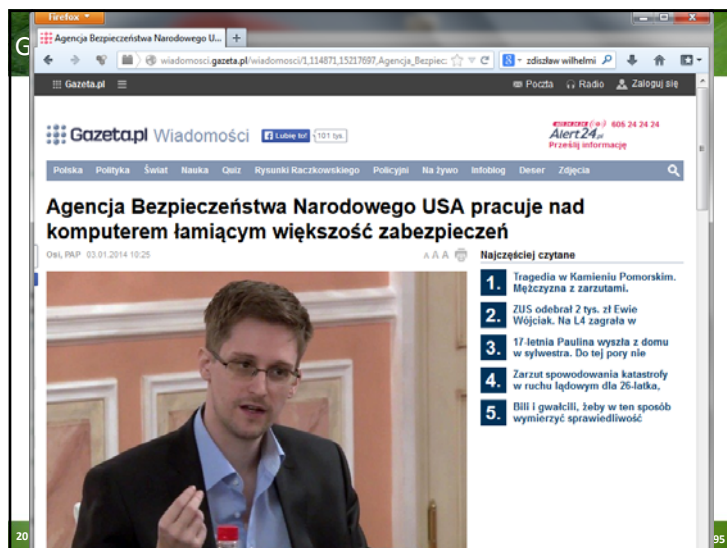 Firefox
G
Agencja Bezpieczeństwa Narodowego U...
wiadomosci.gazeta.pl/wiadomosci/1,114871,15217697,Agencja_Bezpiec:
zdiszław wilhelmi
Gazeta.pl
Poczta Radio Zaloguj się
Gazeta.pl Wiadomości
Lubię to! 101 tys.
606 24 24 24
Alert24.pl
Prześlij informację
Polska Polityka Świat Nauka Quiz Rysunki Raczkowskiego Policyjni Na żywo Infoblog Deser Zdjęcia
Agencja Bezpieczeństwa Narodowego USA pracuje nad
komputerem łamiącym większość zabezpieczeń
Osi, PAP 03.01.2014 10:25
A A A
Najczęściej czytane
1. Tragedia w Kamieniu Pomorskim.
Mężczyzna z zarzutami.
2. ZUS odebrał 2 tys. zł Ewie
Wójciak. Na L4 zagrała w
3. 17-letnia Paulina wyszła z domu
w sylwestra. Do tej pory nie
4. Zarzut spowodowania katastrofy
w ruchu lądowym dla 26-latka,
5. Bili i gwałcili, żeby w ten sposób
wymierzyć sprawiedliwość
20
95